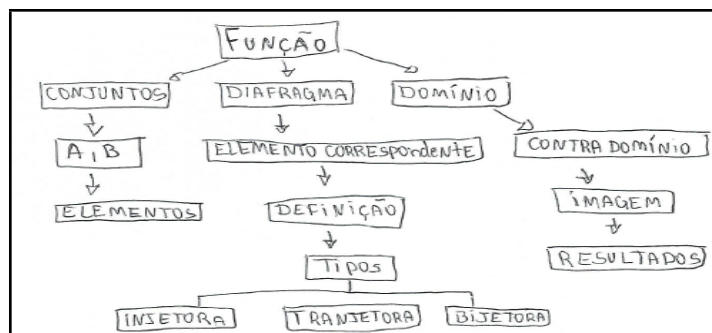 FUNÇÃO
CONJUNTOS DIAFRAGMA DOMÍNIO
A, B ELEMENTO CORRESPONDENTE CONTRA DOMÍNIO
ELEMENTOS DEFINIÇÃO IMAGEM
TIPOS RESULTADOS
INJETORA TRANJETORA BIJETORA